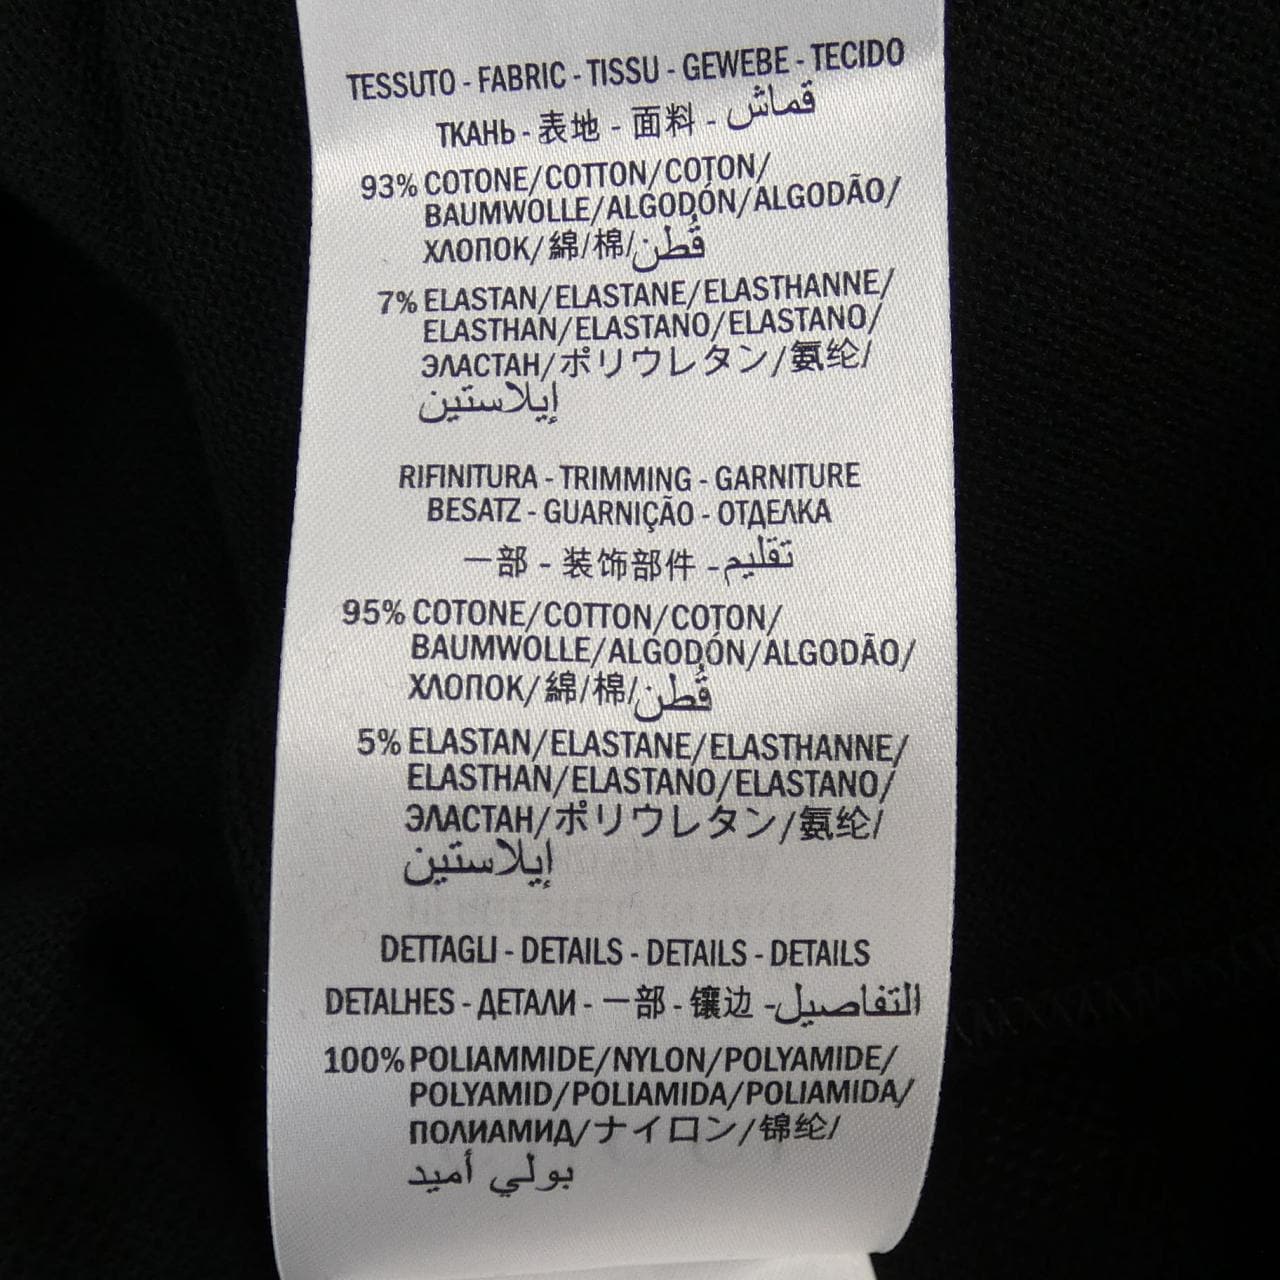 TESSUTO - FABRIC - TISSU - GEWEBE - TECIDO
ТКАНЬ - 表地 - 面料 - قماش
93% COTONE/COTTON/COTON/
BAUMWOLLE/ALGODÓN/ALGODÃO/
ХЛОПОК/綿/棉/قُطن
7% ELASTAN/ELASTANE/ELASTHANNE/
ELASTHAN/ELASTANO/ELASTANO/
ЭЛАСТАН/ポリウレタン/氨纶/
إيلاستين
RIFINITURA - TRIMMING - GARNITURE
BESATZ - GUARNIÇÃO - ОТДЕЛКА
一部 - 装饰部件 - تقليم
95% COTONE/COTTON/COTON/
BAUMWOLLE/ALGODÓN/ALGODÃO/
ХЛОПОК/綿/棉/قُطن
5% ELASTAN/ELASTANE/ELASTHANNE/
ELASTHAN/ELASTANO/ELASTANO/
ЭЛАСТАН/ポリウレタン/氨纶/
إيلاستين
DETTAGLI - DETAILS - DETAILS - DETAILS
DETALHES - ДЕТАЛИ - 一部 - 镶边 - التفاصيل
100% POLIAMMIDE/NYLON/POLYAMIDE/
POLYAMID/POLIAMIDA/POLIAMIDA/
ПОЛИАМИД/ナイロン/锦纶/
بولي أميد